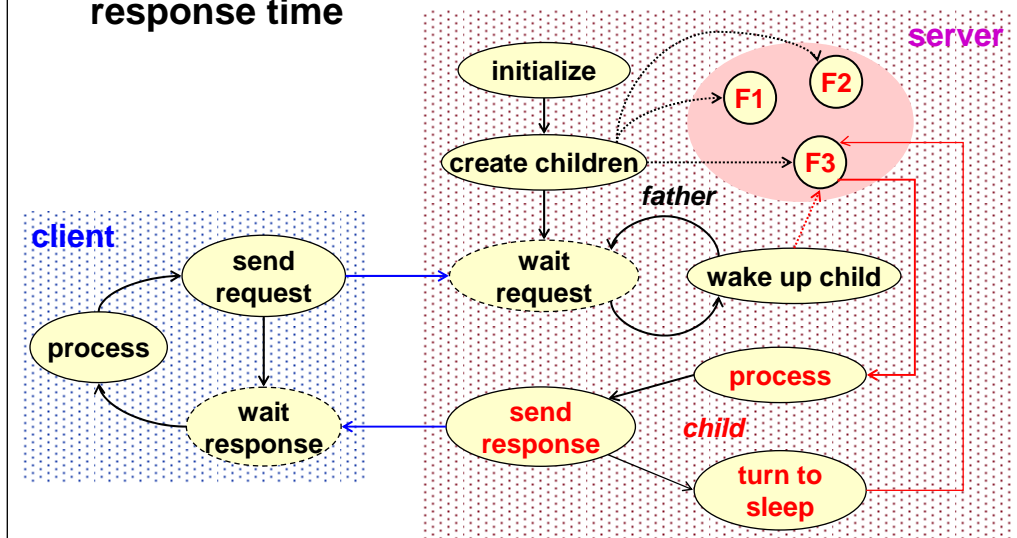 response time
server
initialize
F1
F2
create children
F3
father
client
send
request
wait
request
wake up child
process
process
wait
response
send
response
child
turn to
sleep